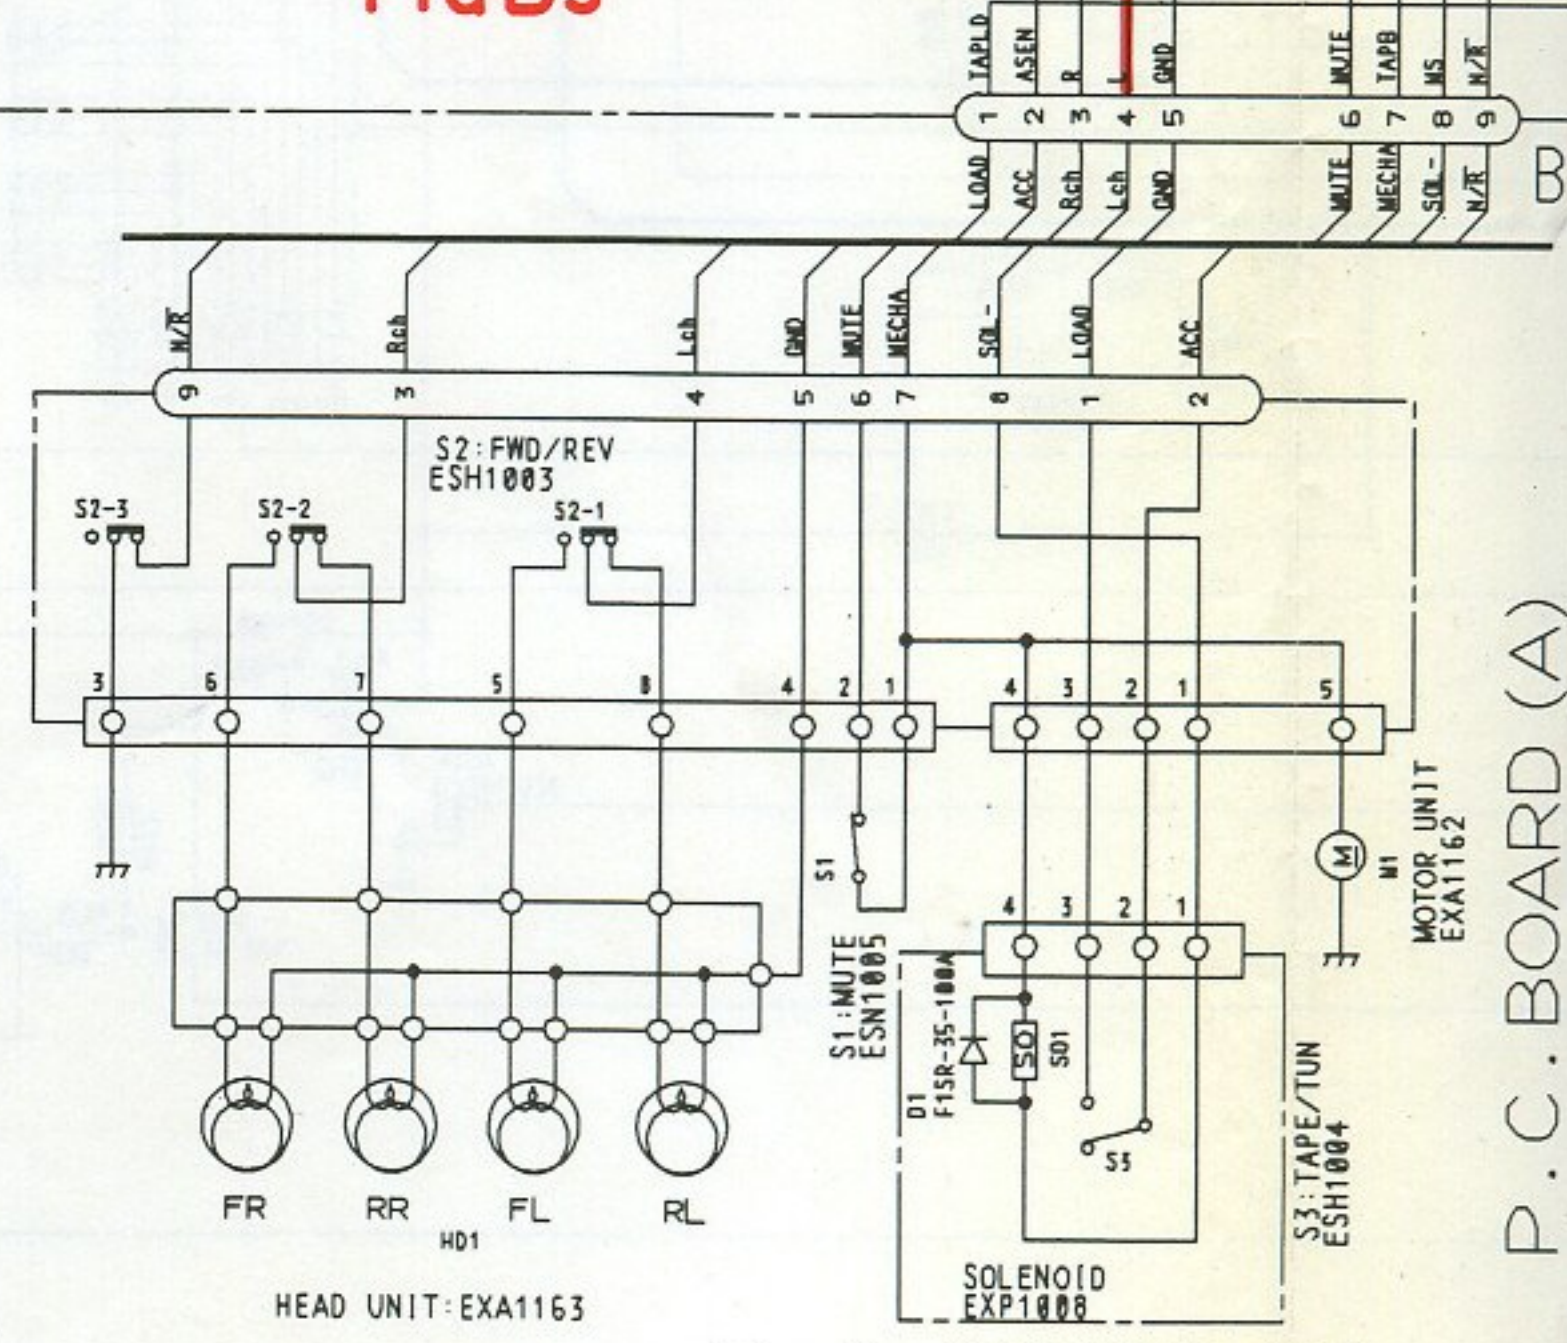 TAPLD ASEN R L GND MUTE TAPB MS N/R
1 2 3 4 5 6 7 8 9
LOAD ACC Rch Lch GND MUTE MECHA SOL- N/R
B
N/R Rch Lch GND MUTE MECHA SOL- LOAD ACC
9 3 4 5 6 7 8 1 2
S2:FWD/REV
ESH1003
S2-3 S2-2 S2-1
3 6 7 5 8 4 2 1 4 3 2 1 5
S1
M
M1
MOTOR UNIT
EXA1162
4 3 2 1
S1:MUTE
ESN1005
D1
F15R-35-100A
SO
SO1
S3
S3:TAPE/TUN
ESH1004
FR RR FL RL
HD1
HEAD UNIT:EXA1163
SOLENOID
EXP1008
P.C.BOARD (A)